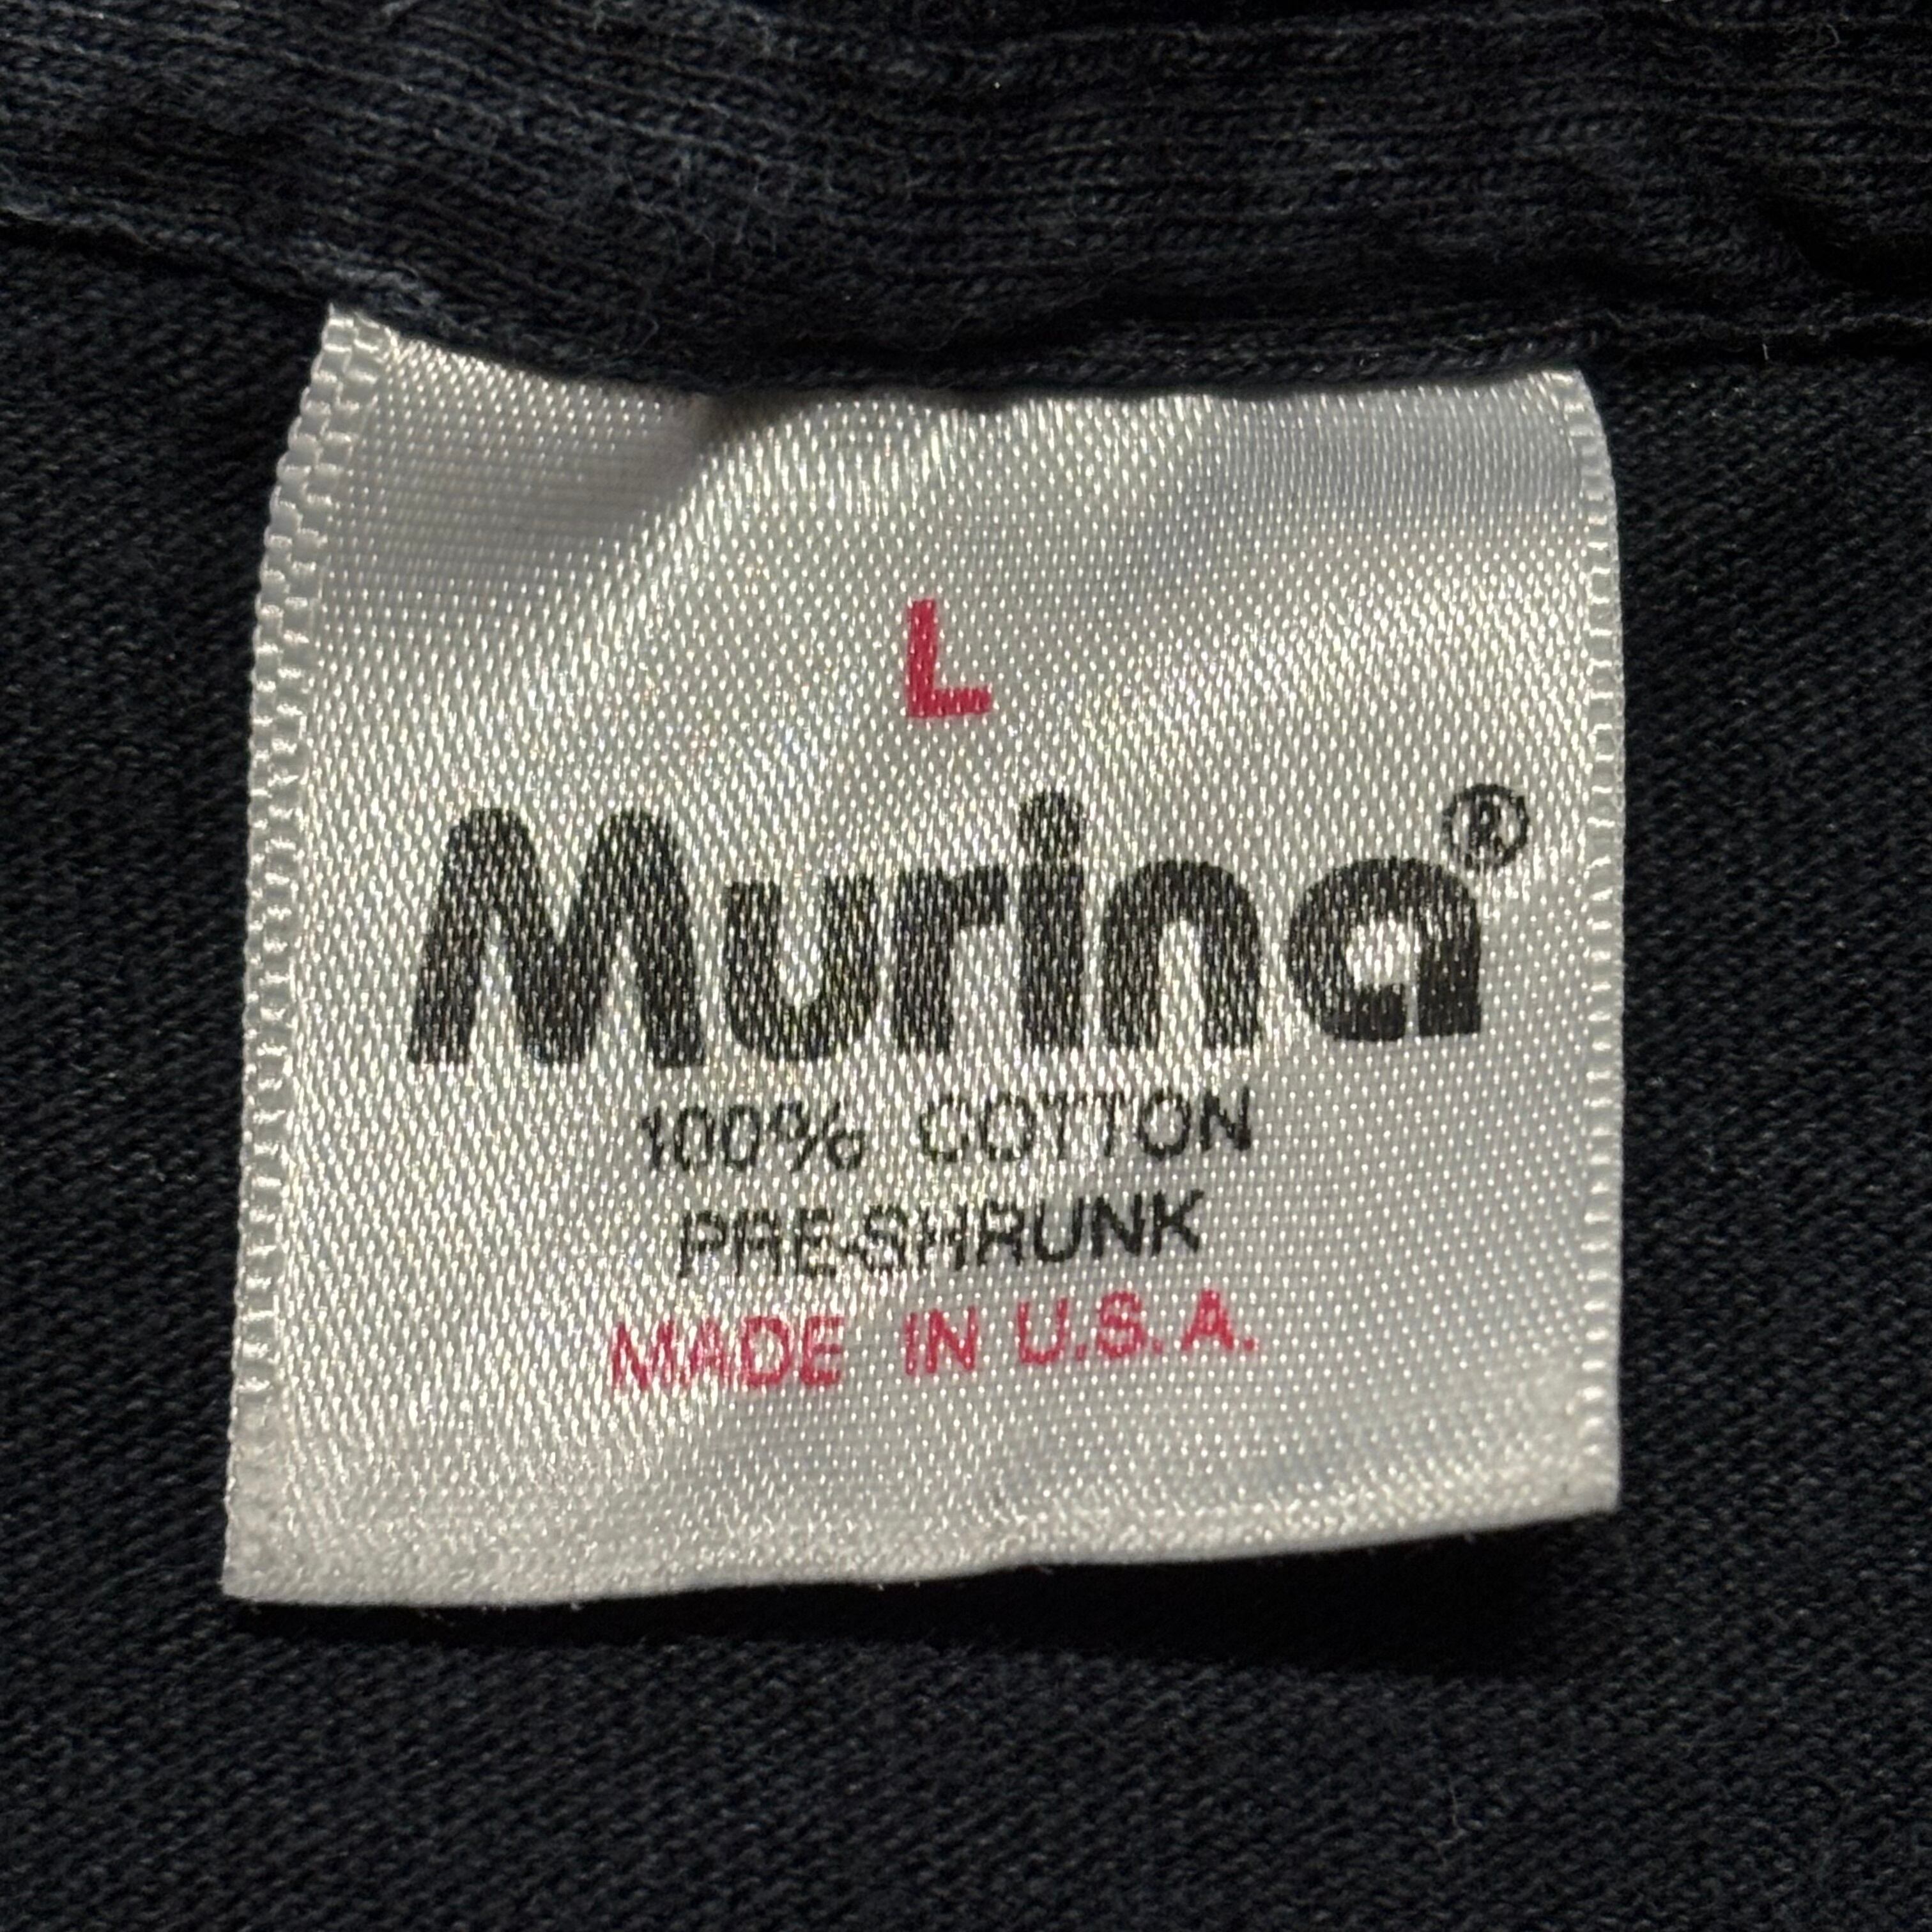 L
Murina®
100% COTTON
PRE-SHRUNK
MADE IN U.S.A.